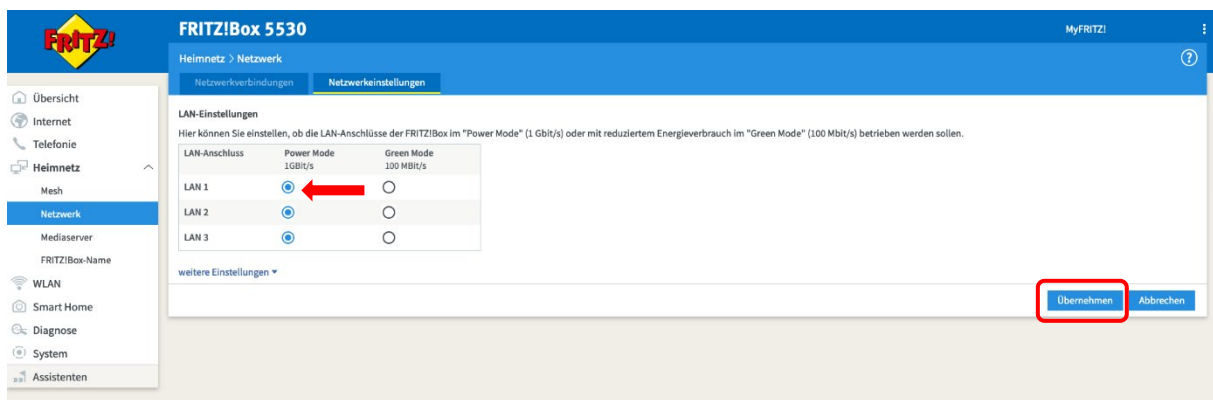 FRITZ!
FRITZ!Box 5530
MyFRITZ!
Heimnetz > Netzwerk
?
Netzwerkverbindungen Netzwerkeinstellungen
Übersicht
Internet
Telefonie
Heimnetz
Mesh
Netzwerk
Mediaserver
FRITZ!Box-Name
WLAN
Smart Home
Diagnose
System
Assistenten
LAN-Einstellungen
Hier können Sie einstellen, ob die LAN-Anschlüsse der FRITZ!Box im "Power Mode" (1 Gbit/s) oder mit reduziertem Energieverbrauch im "Green Mode" (100 Mbit/s) betrieben werden sollen.
LAN-Anschluss Power Mode Green Mode
1GBit/s 100 MBit/s
LAN 1
LAN 2
LAN 3
weitere Einstellungen
Übernehmen Abbrechen